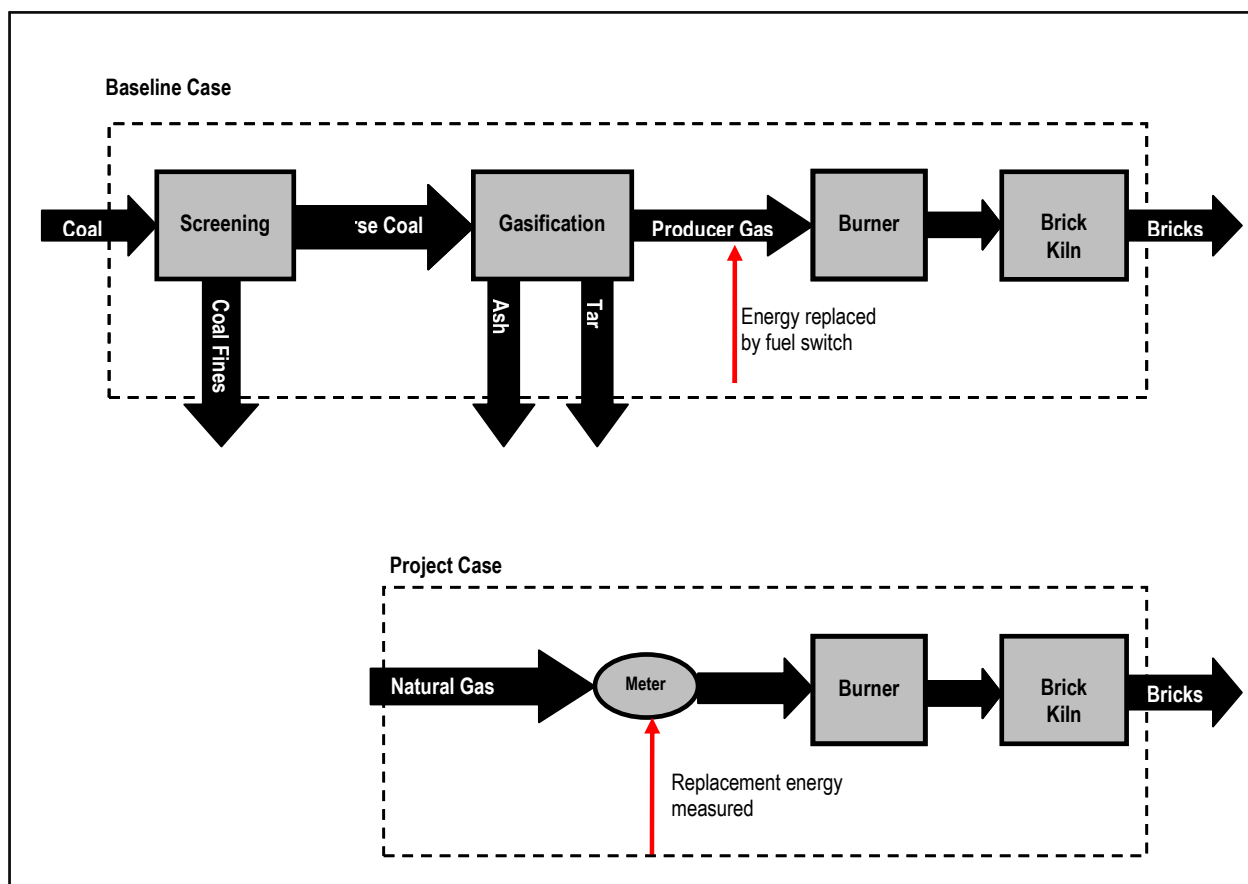 Baseline Case
Coal
Screening
se Coal
Gasification
Producer Gas
Burner
Brick
Kiln
Bricks
Coal Fines
Ash
Tar
Energy replaced
by fuel switch
Project Case
Natural Gas
Meter
Burner
Brick
Kiln
Bricks
Replacement energy
measured